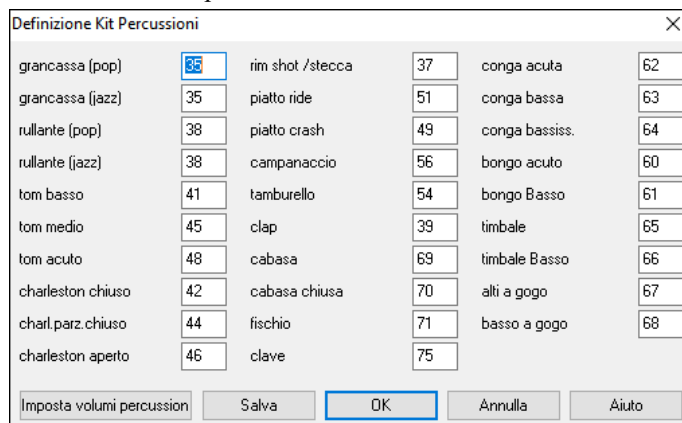 Definizione Kit Percussioni
grancassa (pop) 35 rim shot /stecca 37 conga acuta 62
grancassa (jazz) 35 piatto ride 51 conga bassa 63
rullante (pop) 38 piatto crash 49 conga bassiss. 64
rullante (jazz) 38 campanaccio 56 bongo acuto 60
tom basso 41 tamburello 54 bongo Basso 61
tom medio 45 clap 39 timbale 65
tom acuto 48 cabasa 69 timbale Basso 66
charleston chiuso 42 cabasa chiusa 70 alti a gogo 67
charl.parz.chiuso 44 fischio 71 basso a gogo 68
charleston aperto 46 clave 75
Imposta volumi percussion Salva OK Annulla Aiuto